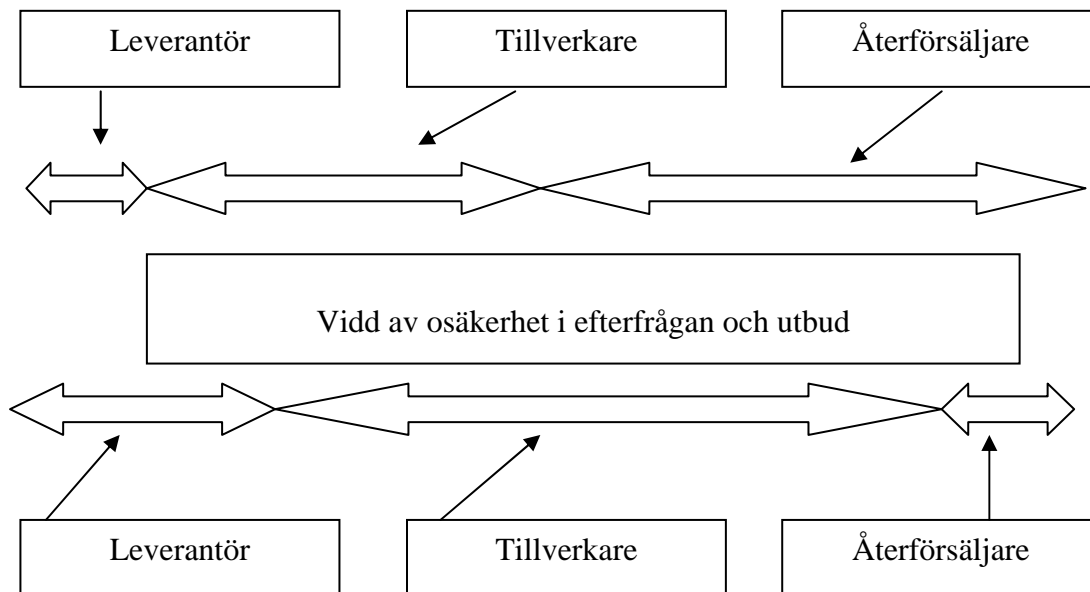 Leverantör
Tillverkare
Återförsäljare
Vidd av osäkerhet i efterfrågan och utbud
Leverantör
Tillverkare
Återförsäljare